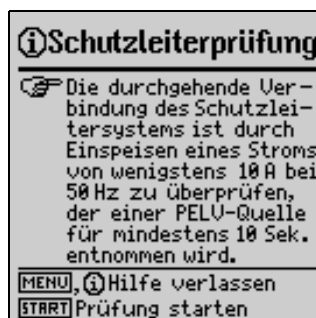 ⓘSchutzleiterprüfung
Die durchgehende Ver-
bindung des Schutzlei-
tersystems ist durch
Einspeisen eines Stroms
von wenigstens 10 A bei
50 Hz zu überprüfen,
der einer PELV-Quelle
für mindestens 10 Sek.
entnommen wird.
MENU, ⓘ Hilfe verlassen
START Prüfung starten